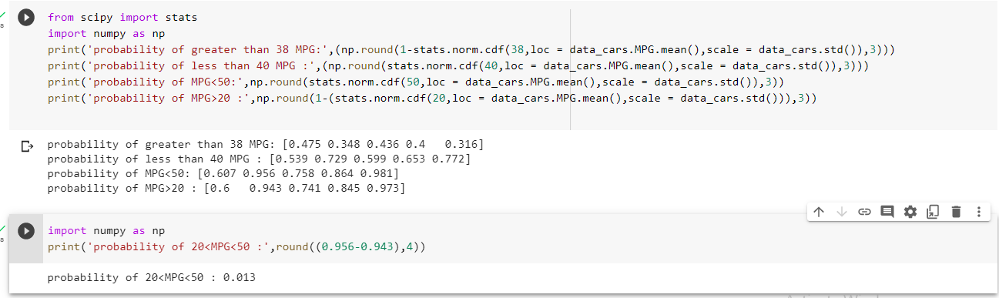 from scipy import stats
import numpy as np
print('probability of greater than 38 MPG:',(np.round(1-stats.norm.cdf(38,loc = data_cars.MPG.mean(),scale = data_cars.std()),3)))
print('probability of less than 40 MPG :',(np.round(stats.norm.cdf(40,loc = data_cars.MPG.mean(),scale = data_cars.std()),3)))
print('probability of MPG<50:',np.round(stats.norm.cdf(50,loc = data_cars.MPG.mean(),scale = data_cars.std()),3))
print('probability of MPG>20 :',np.round(1-(stats.norm.cdf(20,loc = data_cars.MPG.mean(),scale = data_cars.std())),3))
probability of greater than 38 MPG: [0.475 0.348 0.436 0.4   0.316]
probability of less than 40 MPG : [0.539 0.729 0.599 0.653 0.772]
probability of MPG<50: [0.607 0.956 0.758 0.864 0.981]
probability of MPG>20 : [0.6   0.943 0.741 0.845 0.973]
import numpy as np
print('probability of 20<MPG<50 :',round((0.956-0.943),4))
probability of 20<MPG<50 : 0.013